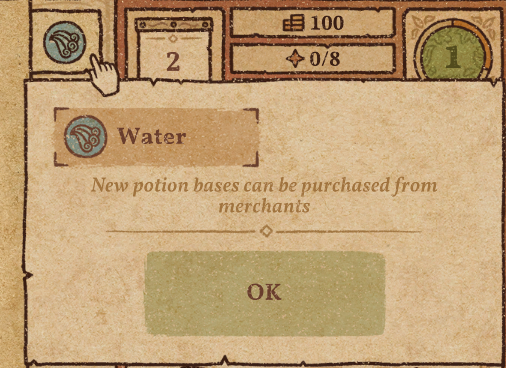 100
2
0/8
1
Water
New potion bases can be purchased from
merchants
OK